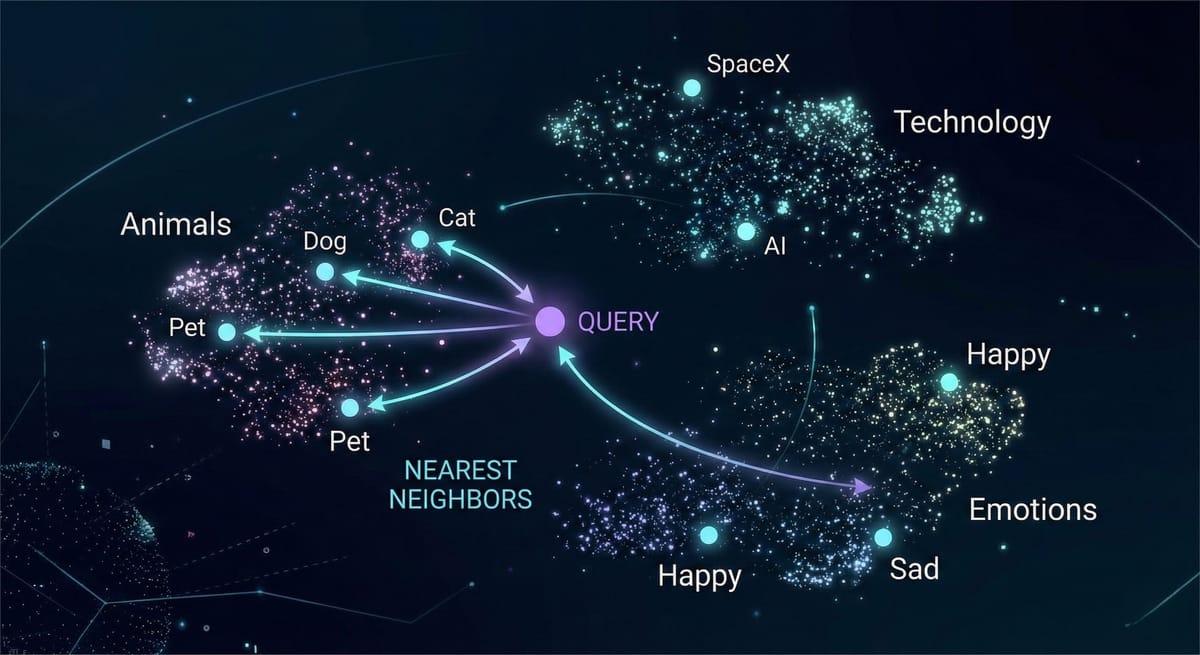 SpaceX
Technology
Cat
Animals
Dog
AI
Pet
QUERY
Happy
Pet
NEAREST
NEIGHBORS
Emotions
Happy
Sad